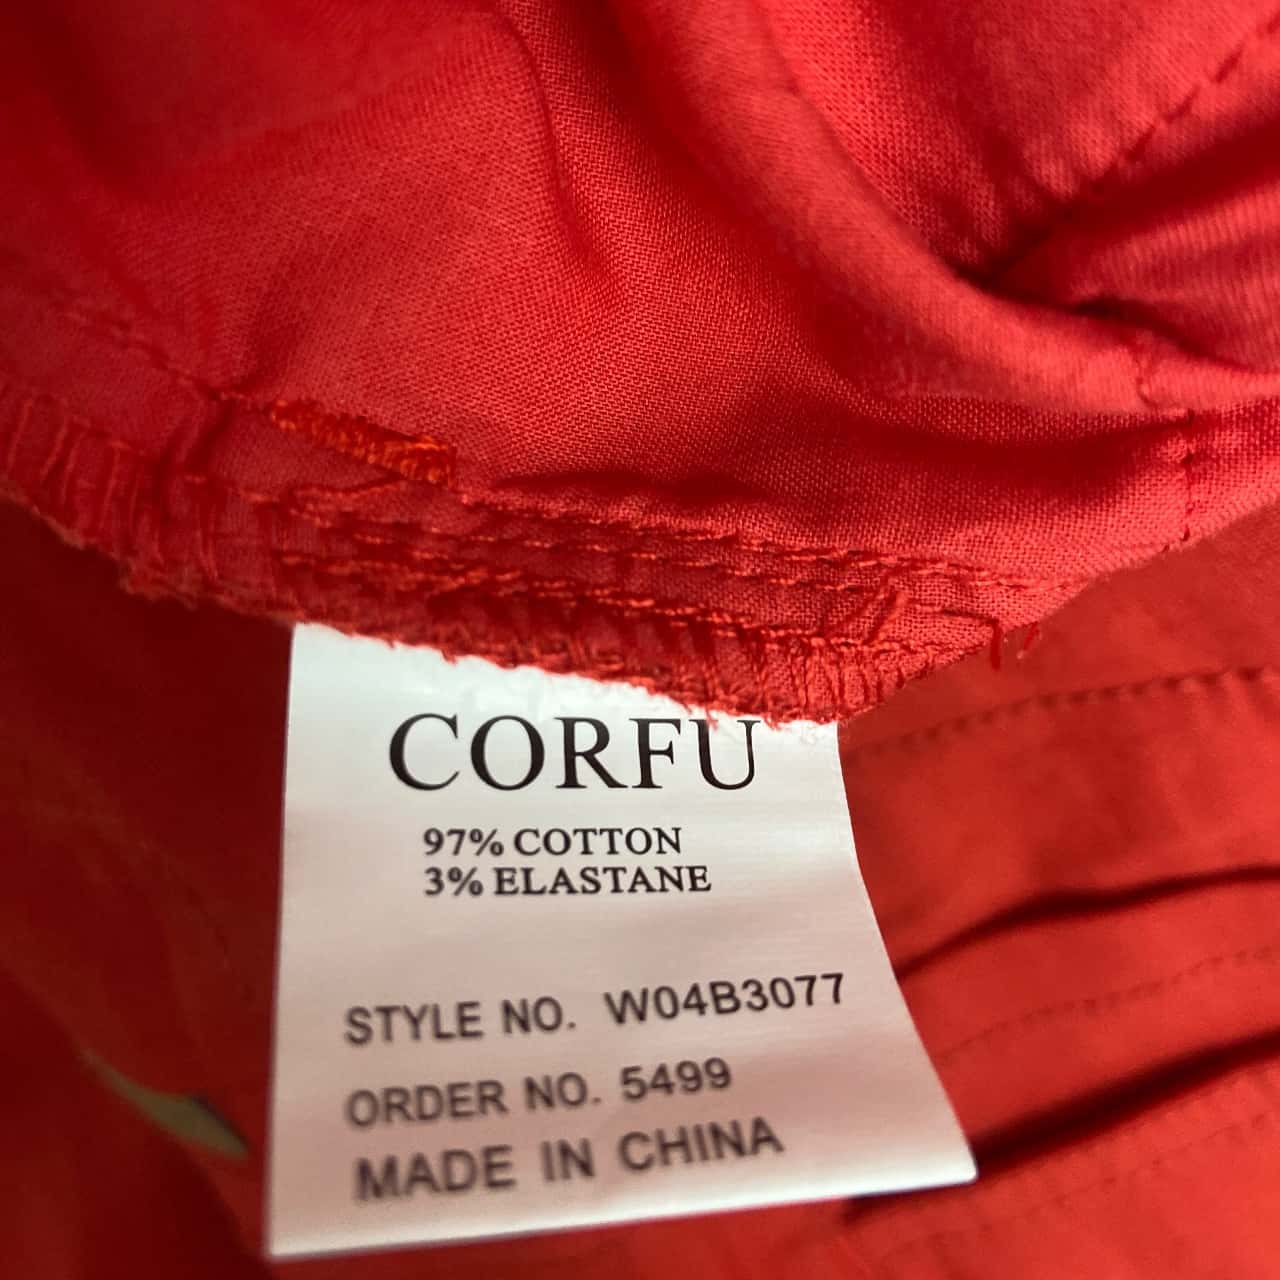 CORFU
97% COTTON
3% ELASTANE
STYLE NO. W04B3077
ORDER NO. 5499
MADE IN CHINA